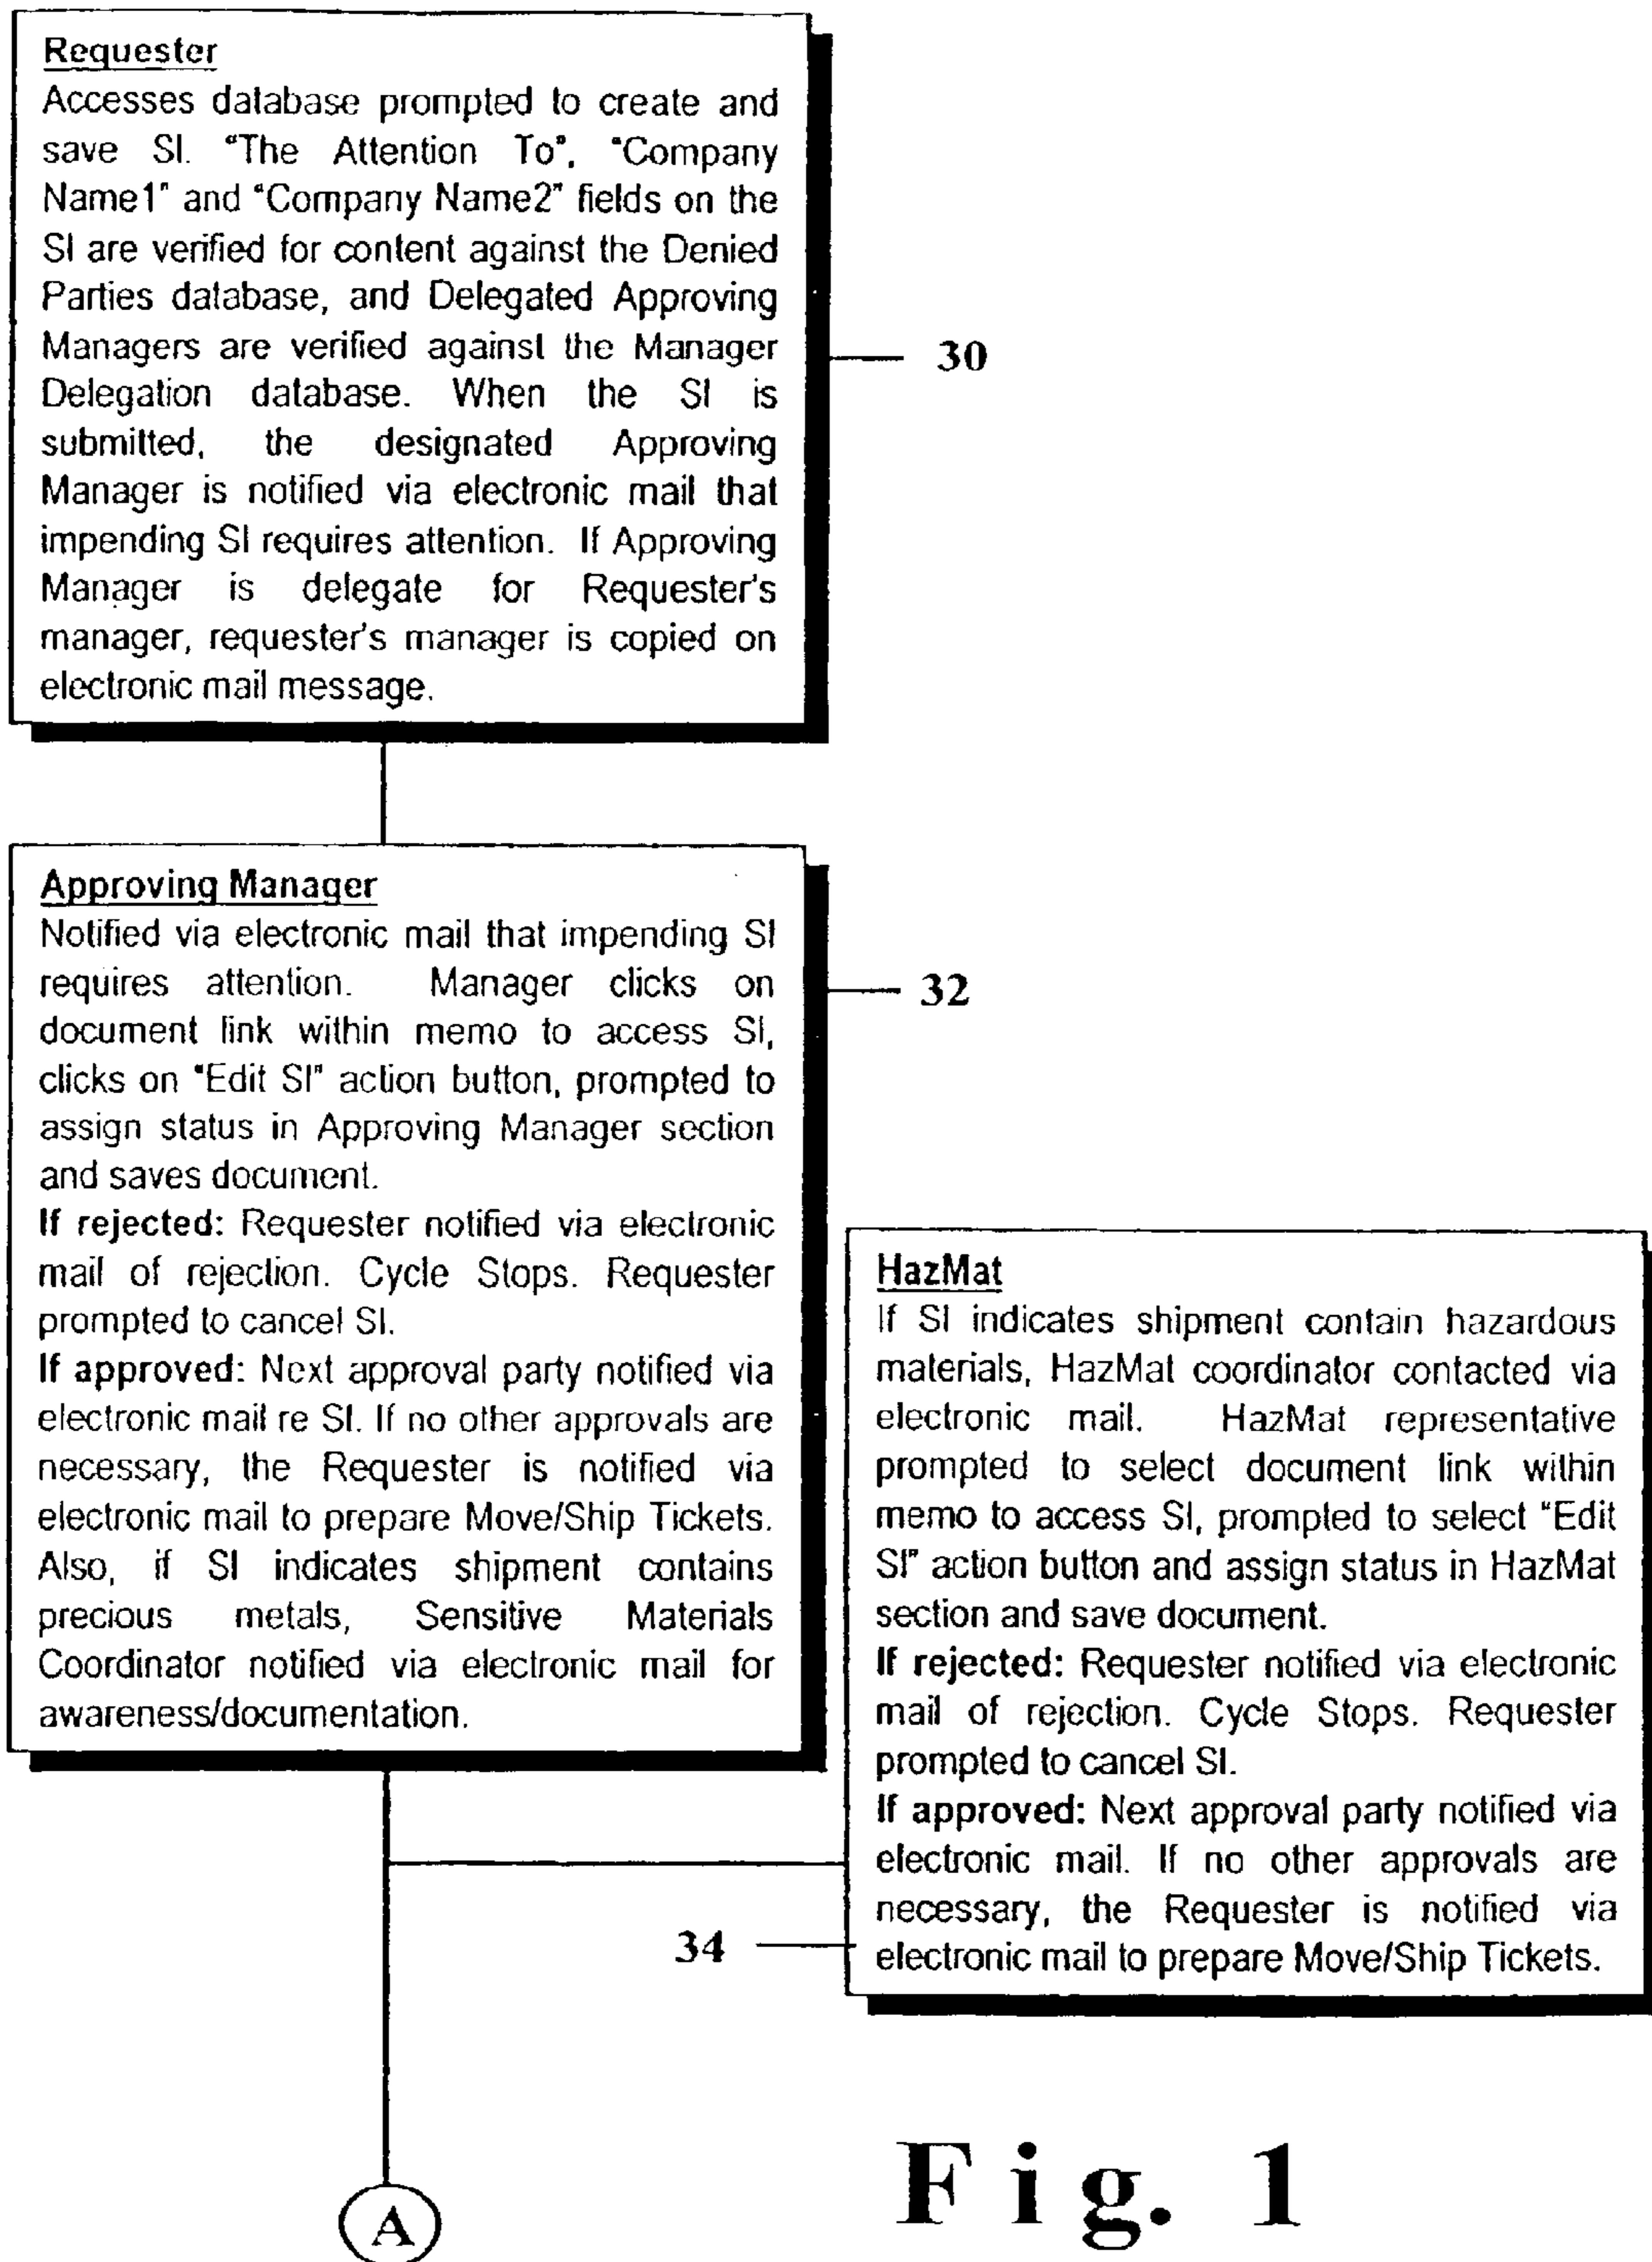 Requester
Accesses database prompted to create and
save SI. "The Attention To", "Company
Name1" and "Company Name2" fields on the
SI are verified for content against the Denied
Parties database, and Delegated Approving
Managers are verified against the Manager
Delegation database. When the SI is
submitted, the designated Approving
Manager is notified via electronic mail that
impending SI requires attention. If Approving
Manager is delegate for Requester's
manager, requester's manager is copied on
electronic mail message.
30
Approving Manager
Notified via electronic mail that impending SI
requires attention. Manager clicks on
document link within memo to access SI,
clicks on "Edit SI" action button, prompted to
assign status in Approving Manager section
and saves document.
If rejected: Requester notified via electronic
mail of rejection. Cycle Stops. Requester
prompted to cancel SI.
If approved: Next approval party notified via
electronic mail re SI. If no other approvals are
necessary, the Requester is notified via
electronic mail to prepare Move/Ship Tickets.
Also, if SI indicates shipment contains
precious metals, Sensitive Materials
Coordinator notified via electronic mail for
awareness/documentation.
32
HazMat
If SI indicates shipment contain hazardous
materials, HazMat coordinator contacted via
electronic mail. HazMat representative
prompted to select document link within
memo to access SI, prompted to select "Edit
SI" action button and assign status in HazMat
section and save document.
If rejected: Requester notified via electronic
mail of rejection. Cycle Stops. Requester
prompted to cancel SI.
If approved: Next approval party notified via
electronic mail. If no other approvals are
necessary, the Requester is notified via
electronic mail to prepare Move/Ship Tickets.
34
A
Fig. 1